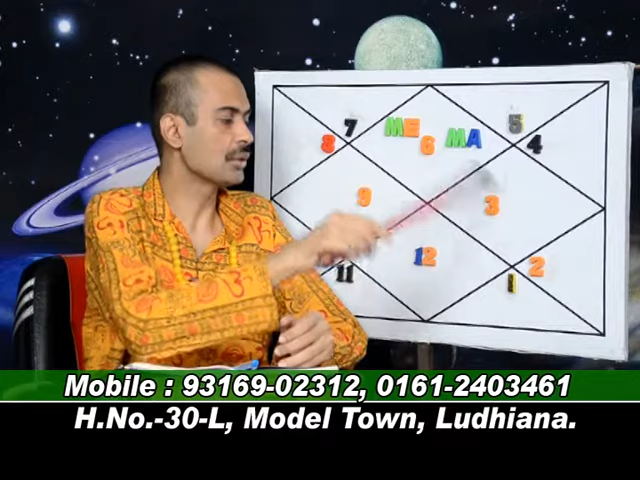 7 ME 6 MA 5
8 4
9 3
11 12 1 2
Mobile : 93169-02312, 0161-2403461
H.No.-30-L, Model Town, Ludhiana.